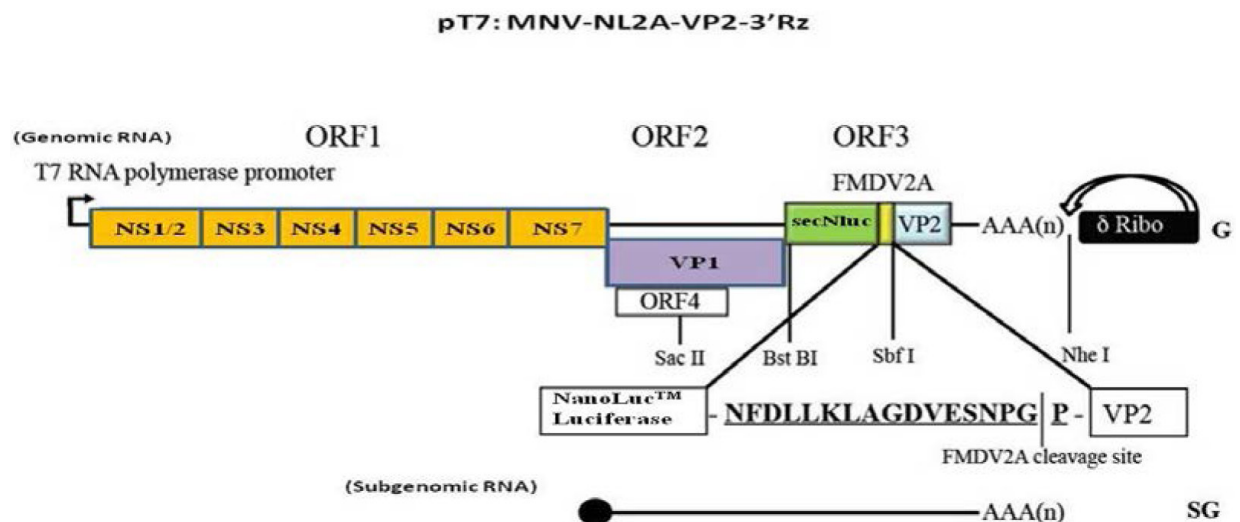 pT7: MNV-NL2A-VP2-3’Rz
(Genomic RNA) ORF1 ORF2 ORF3
T7 RNA polymerase promoter FMDV2A
NS1/2 NS3 NS4 NS5 NS6 NS7 secNluc VP2 AAA(n) δ Ribo G
VP1
ORF4
Sac II Bst BI Sbf I Nhe I
NanoLuc™
Luciferase - NFDLLKLAGDVESNPG P - VP2
FMDV2A cleavage site
(Subgenomic RNA)
AAA(n) SG